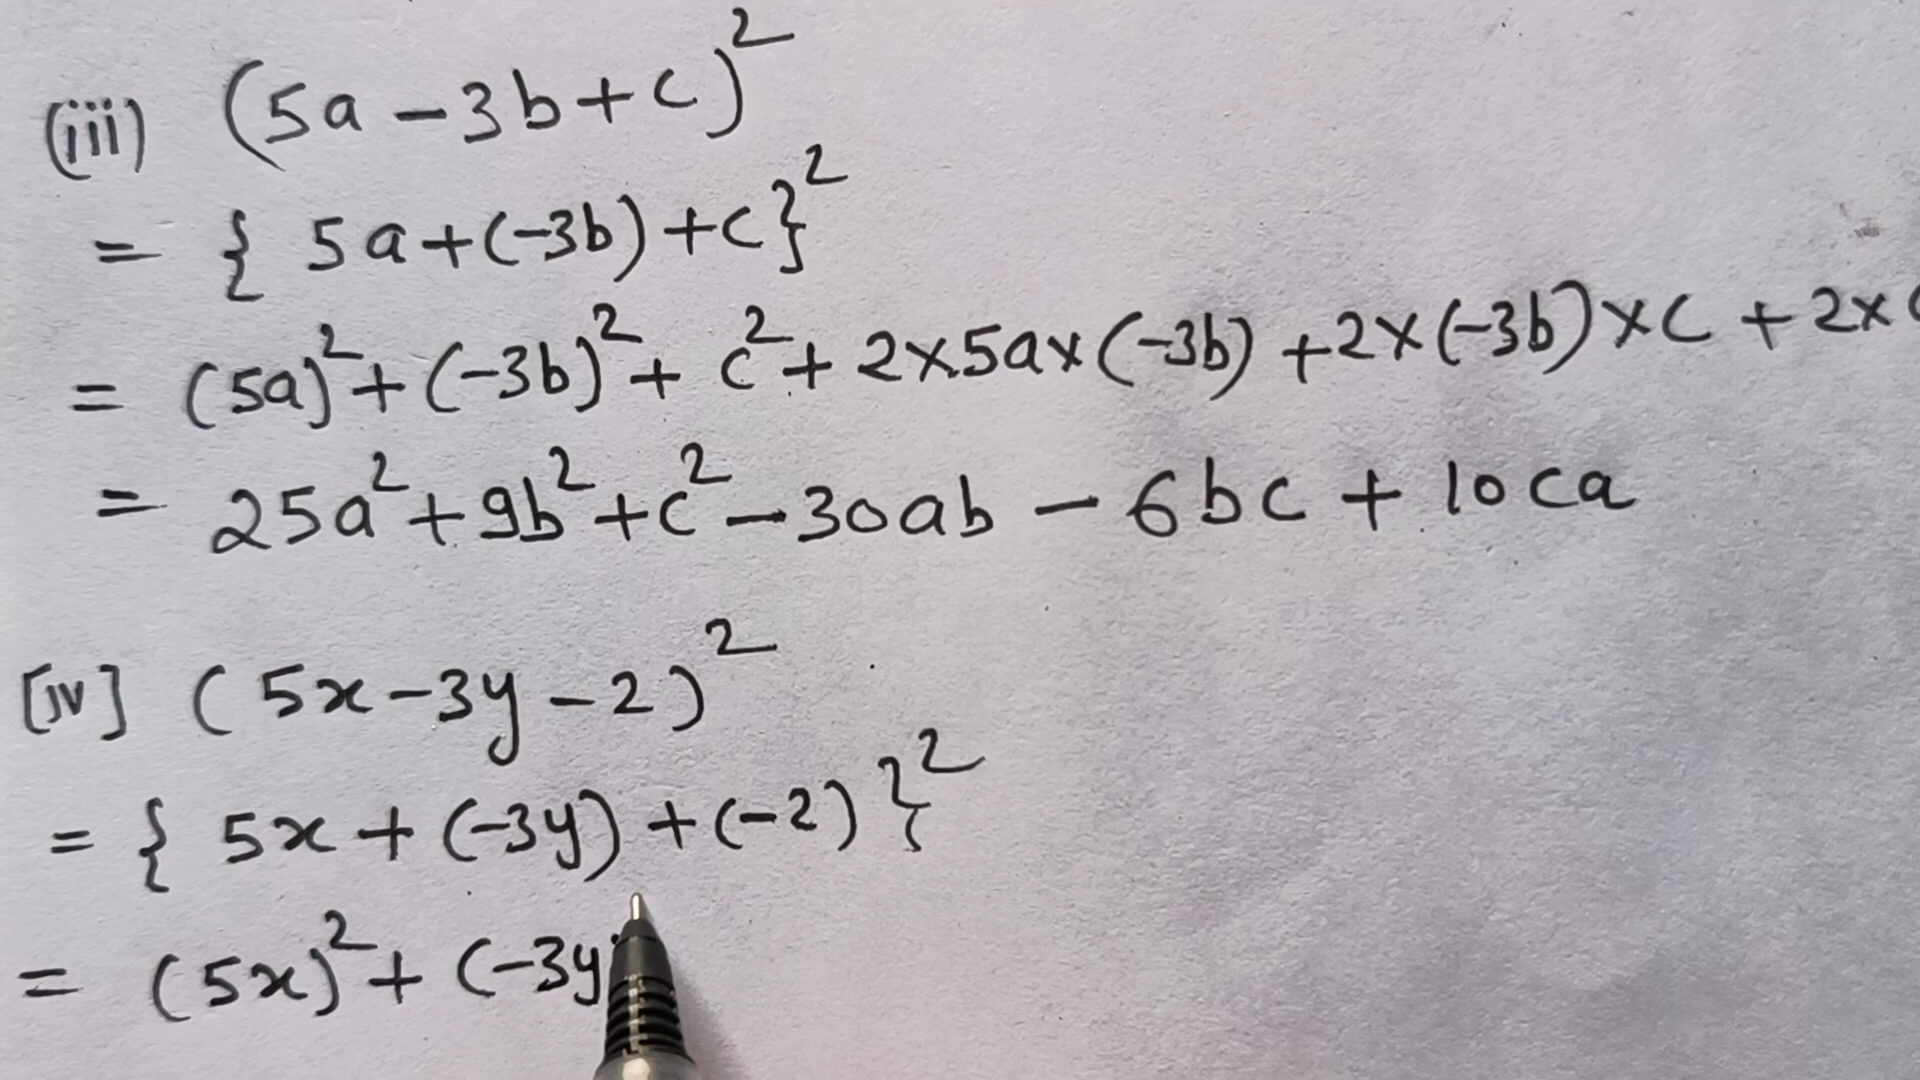 (iii) (5a-3b+c)²
= { 5a+(-3b)+c}²
= (5a)²+(-3b)²+ c²+ 2×5a×(-3b) +2×(-3b)×c + 2×
= 25a²+9b²+c²-30ab - 6bc + 10ca
[iv] (5x-3y-2)²
= { 5x+(-3y)+(-2)}²
= (5x)²+ (-3y